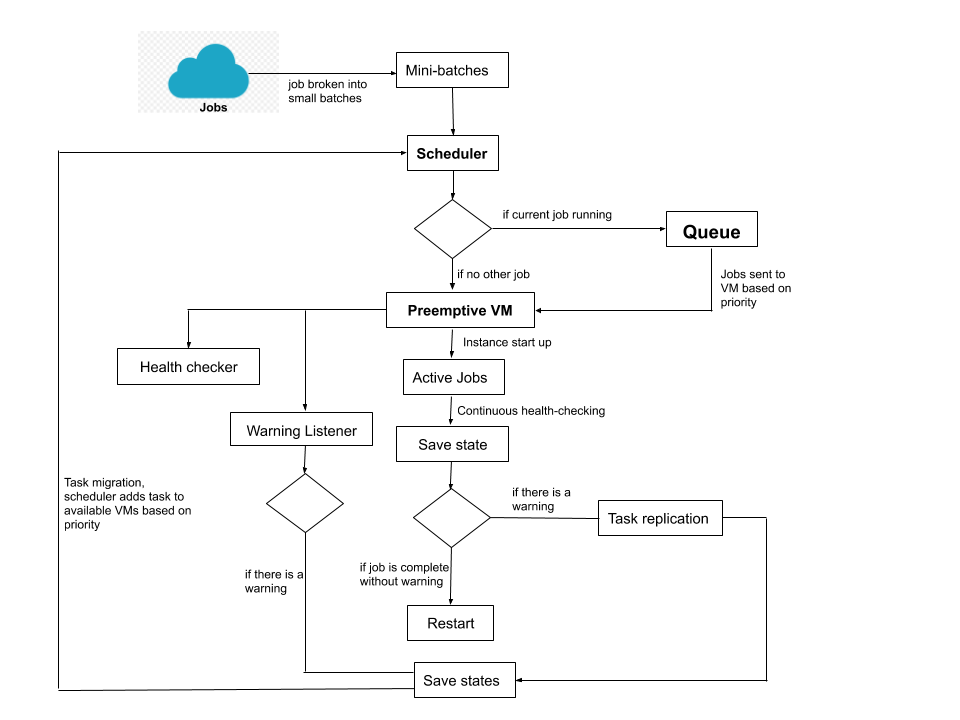 Jobs
job broken into
small batches
Mini-batches
Scheduler
if current job running
Queue
if no other job
Jobs sent to
VM based on
priority
Preemptive VM
Instance start up
Health checker
Active Jobs
Continuous health-checking
Warning Listener
Save state
Task migration,
scheduler adds task to
available VMs based on
priority
if there is a
warning
Task replication
if job is complete
without warning
if there is a
warning
Restart
Save states